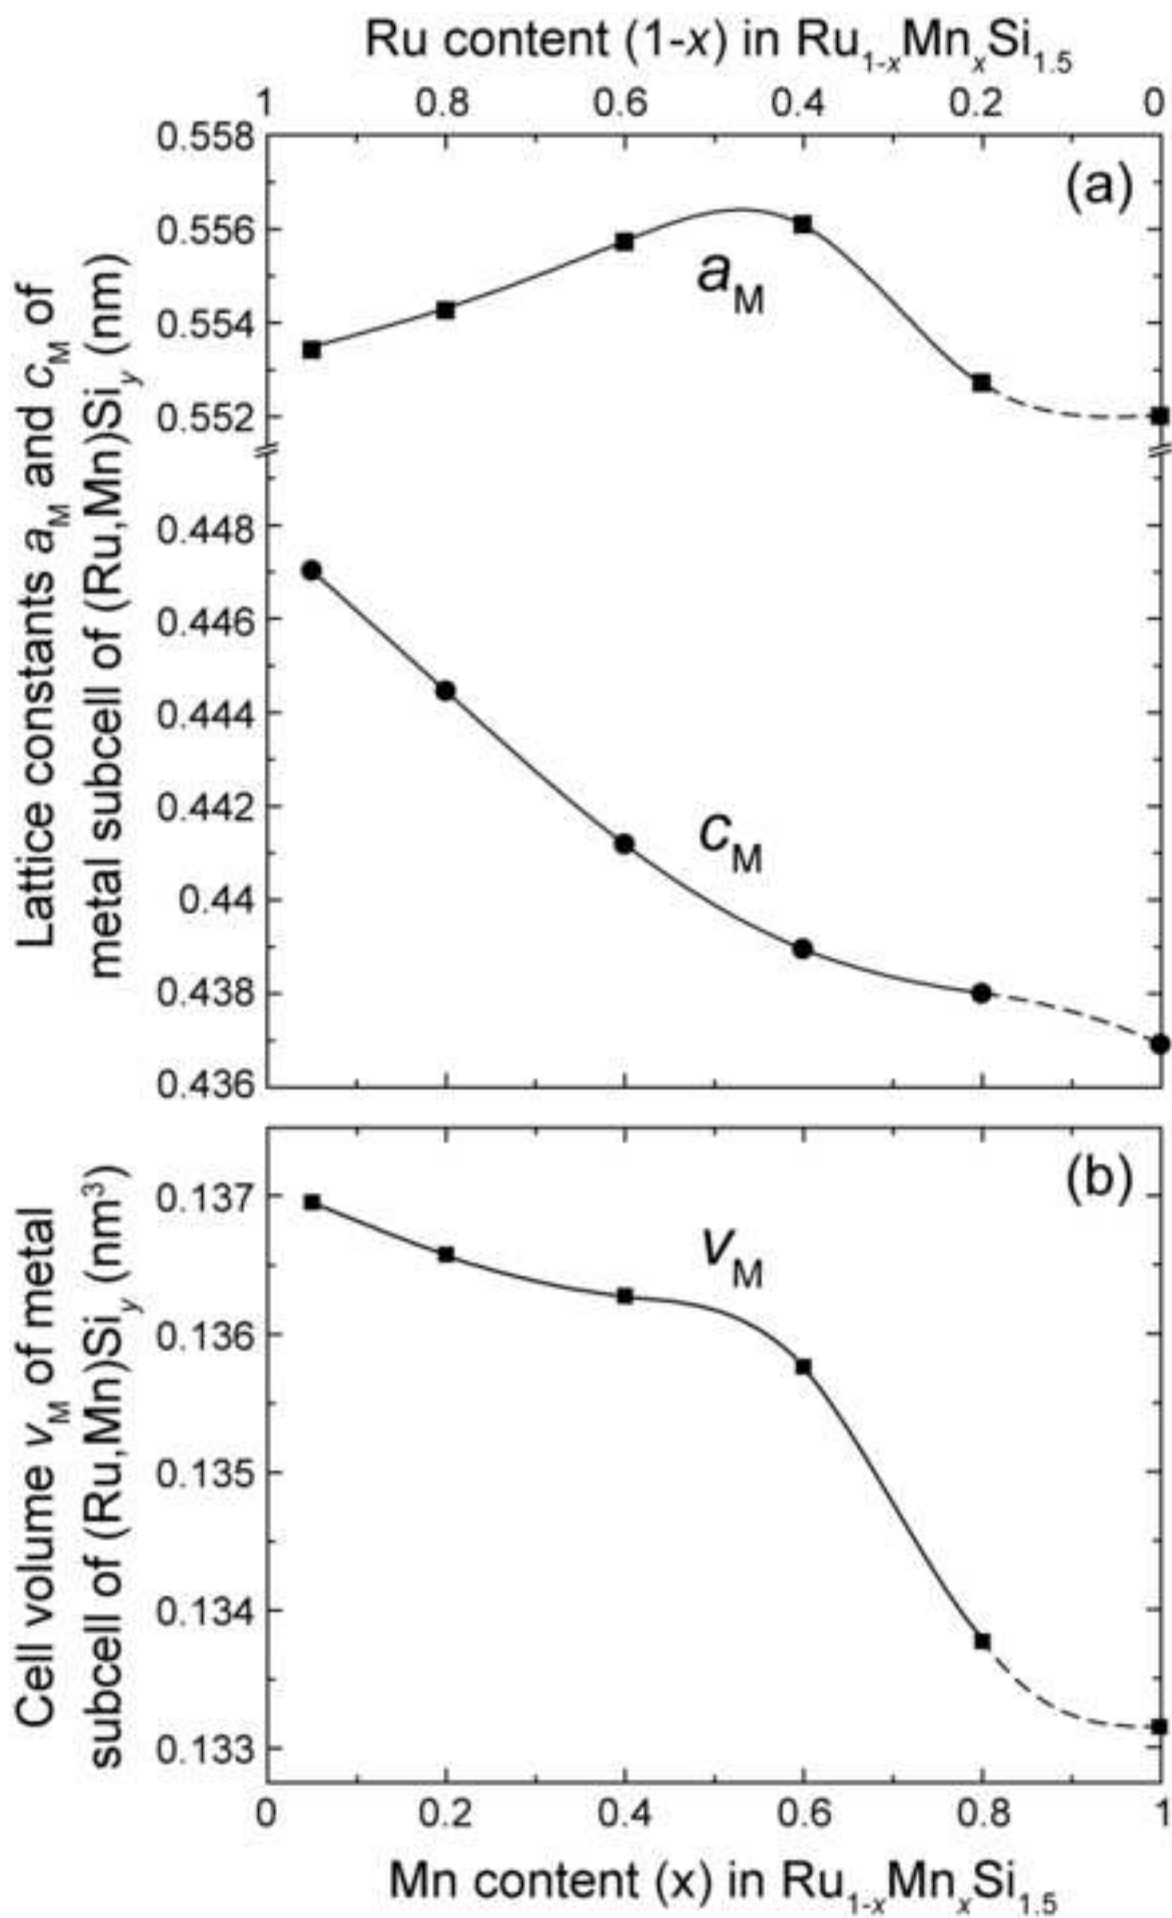 Ru content (1-x) in Ru1-xMnxSi1.5
1 0.8 0.6 0.4 0.2 0
(a)
0.558
0.556
0.554
0.552
aM
0.448
0.446
0.444
0.442
0.44
0.438
0.436
cM
Lattice constants aM and cM of
metal subcell of (Ru,Mn)Siy (nm)
(b)
0.137
0.136
0.135
0.134
0.133
vM
Cell volume vM of metal
subcell of (Ru,Mn)Siy (nm³)
0 0.2 0.4 0.6 0.8 1
Mn content (x) in Ru1-xMnxSi1.5